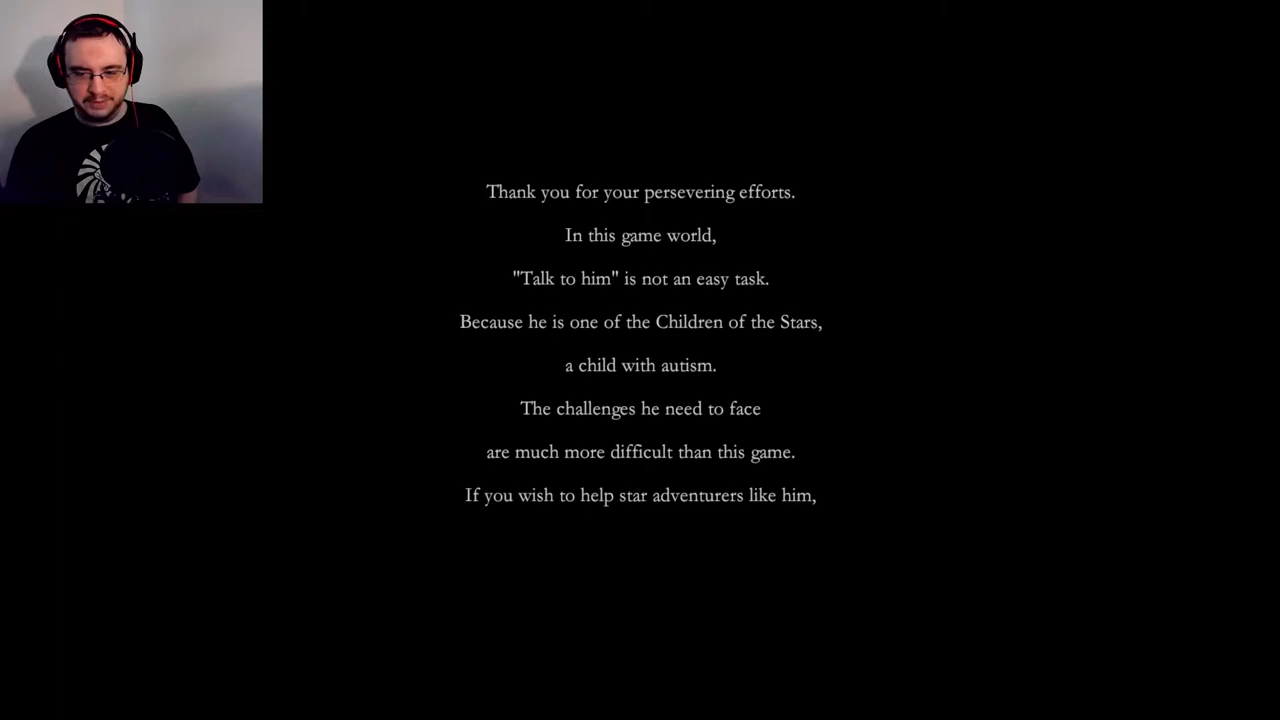 Thank you for your persevering efforts.
In this game world,
"Talk to him" is not an easy task.
Because he is one of the Children of the Stars,
a child with autism.
The challenges he need to face
are much more difficult than this game.
If you wish to help star adventurers like him,